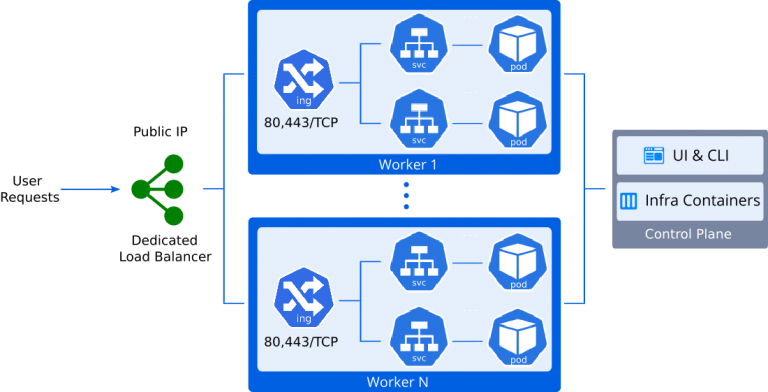 User
Requests
Public IP
Dedicated
Load Balancer
ing
80,443/TCP
svc
pod
svc
pod
Worker 1
ing
80,443/TCP
svc
pod
svc
pod
Worker N
UI & CLI
Infra Containers
Control Plane